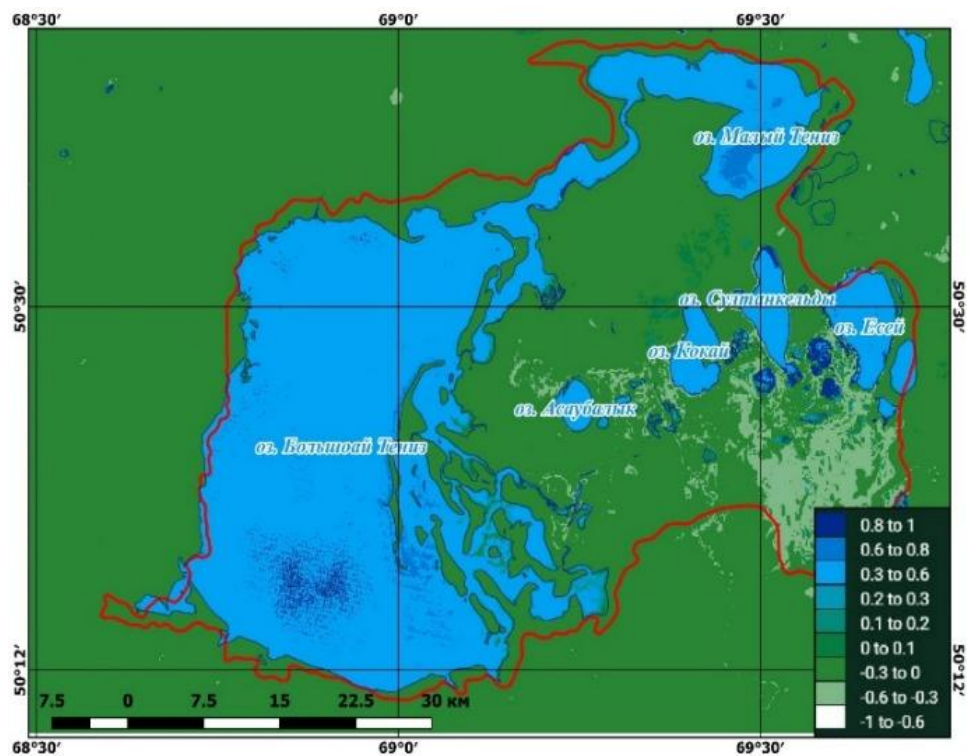 68°30′ 69°0′ 69°30′
оз. Малый Тениз
50°30′ 50°30′
оз. Султанкельды
оз. Есей
оз. Кокай
оз. Асаубалык
оз. Большоай Тениз
0.8 to 1
0.6 to 0.8
0.3 to 0.6
0.2 to 0.3
0.1 to 0.2
0 to 0.1
-0.3 to 0
-0.6 to -0.3
-1 to -0.6
50°12′ 50°12′
7.5 0 7.5 15 22.5 30 км
68°30′ 69°0′ 69°30′